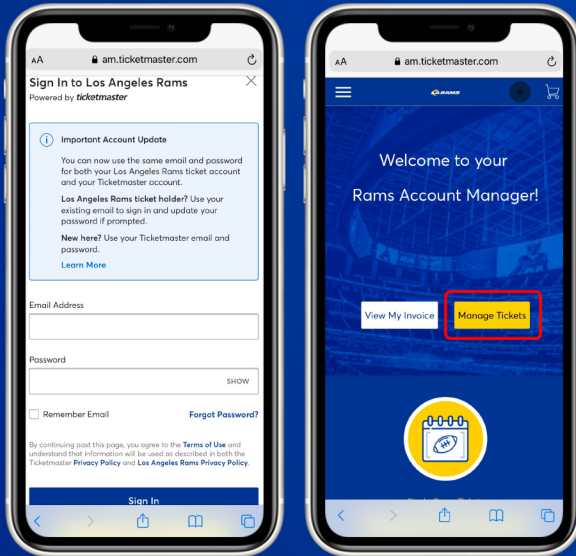 AA am.ticketmaster.com
Sign In to Los Angeles Rams
Powered by ticketmaster
Important Account Update
You can now use the same email and password
for both your Los Angeles Rams ticket account
and your Ticketmaster account.
Los Angeles Rams ticket holder? Use your
existing email to sign in and update your
password if prompted.
New here? Use your Ticketmaster email and
password.
Learn More
Email Address
Password
SHOW
Remember Email Forgot Password?
By continuing past this page, you agree to the Terms of Use and
understand that information will be used as described in both the
Ticketmaster Privacy Policy and Los Angeles Rams Privacy Policy.
Sign In
AA am.ticketmaster.com
RAMS
Welcome to your
Rams Account Manager!
View My Invoice Manage Tickets